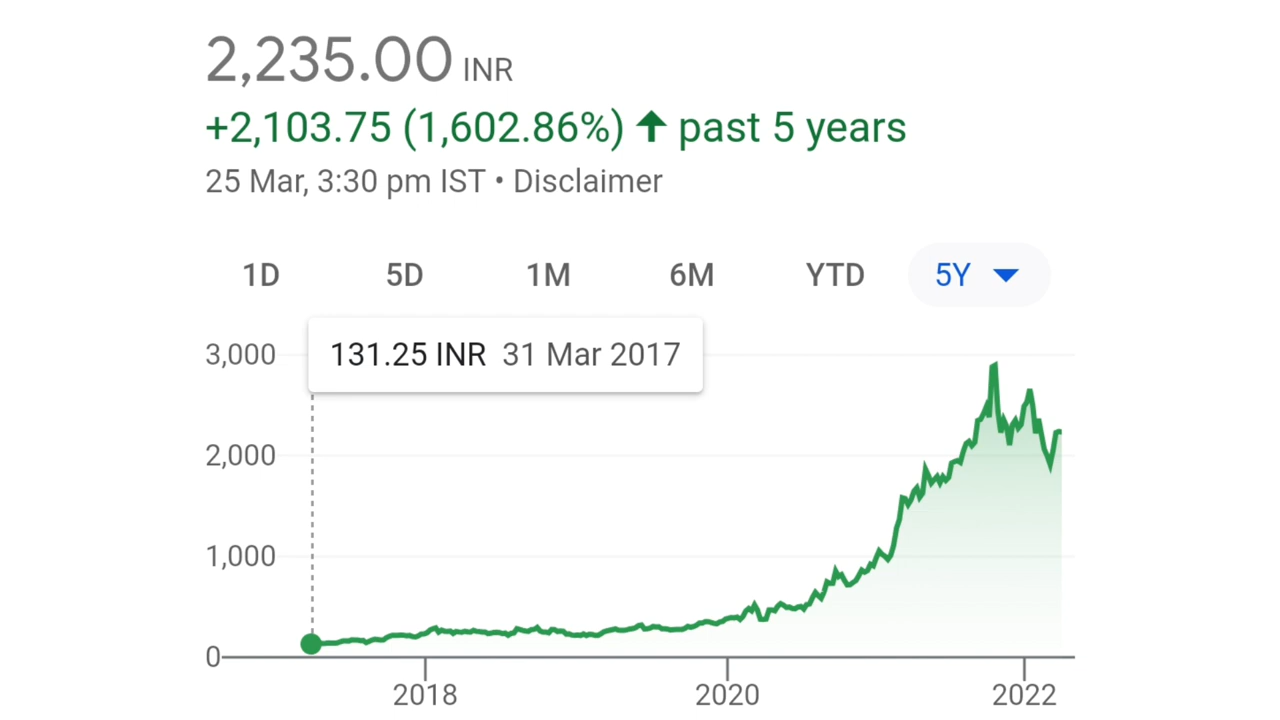 2,235.00 INR
+2,103.75 (1,602.86%) ↑ past 5 years
25 Mar, 3:30 pm IST • Disclaimer
1D 5D 1M 6M YTD 5Y
131.25 INR 31 Mar 2017
3,000
2,000
1,000
0
2018 2020 2022